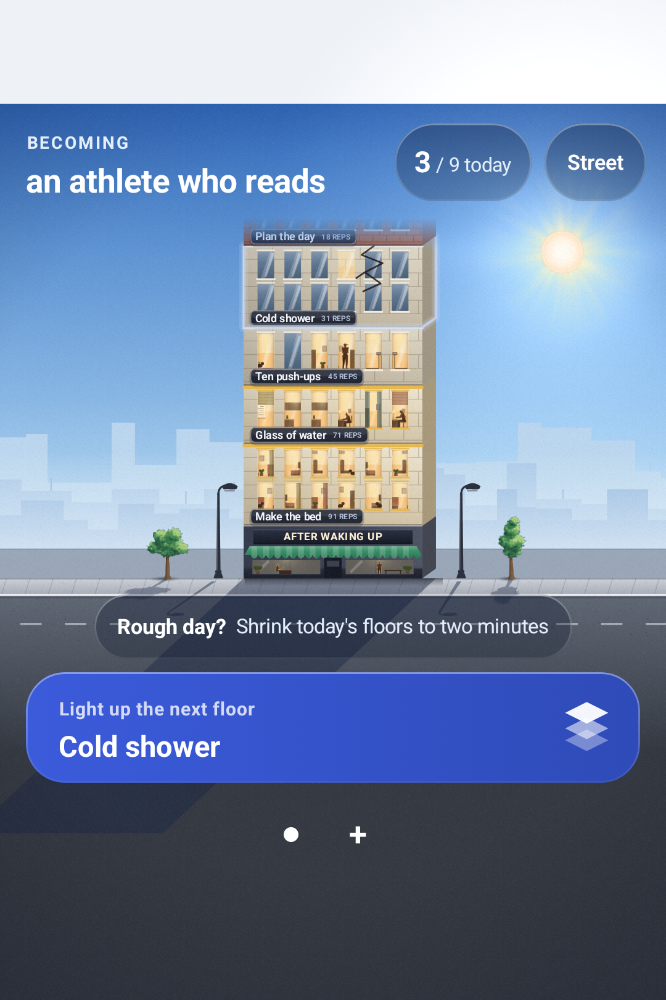 BECOMING
an athlete who reads
3 / 9 today
Street
Plan the day 18 REPS
Cold shower 31 REPS
Ten push-ups 45 REPS
Glass of water 71 REPS
Make the bed 91 REPS
AFTER WAKING UP
Rough day? Shrink today's floors to two minutes
Light up the next floor
Cold shower
+